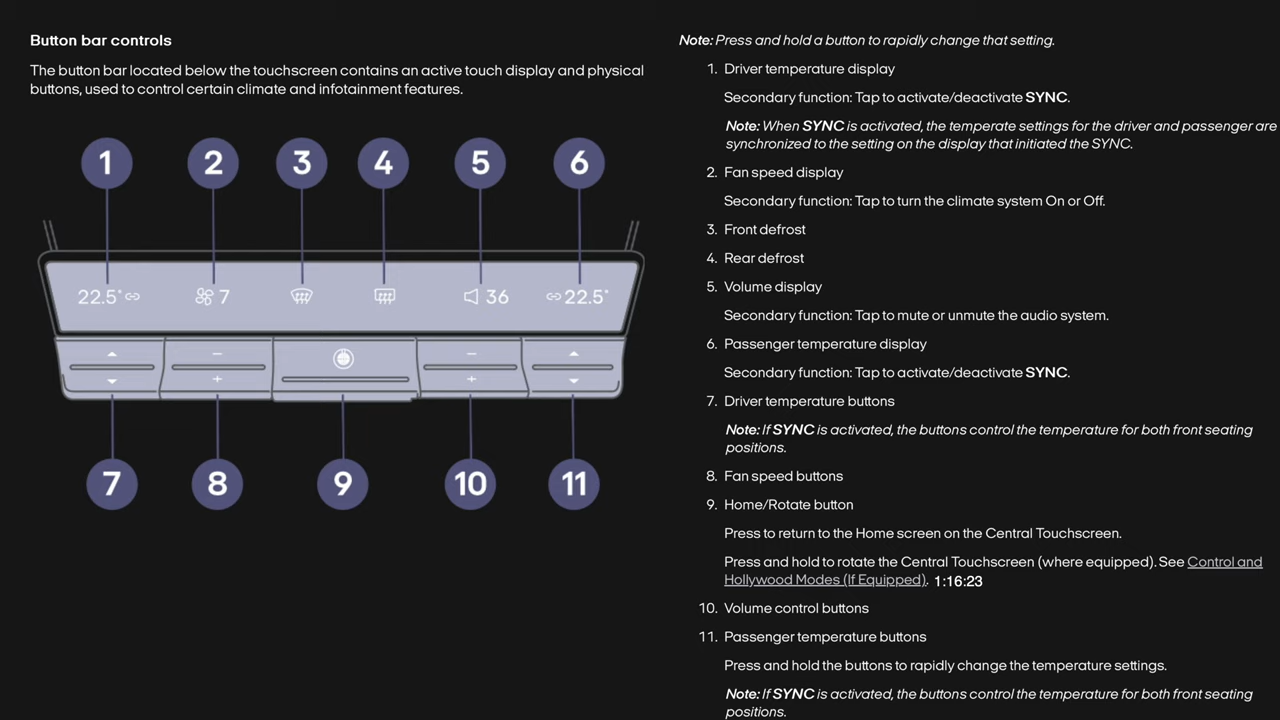 Button bar controls
The button bar located below the touchscreen contains an active touch display and physical
buttons, used to control certain climate and infotainment features.
1 2 3 4 5 6
22.5° 7 36 22.5°
− −
+ +
7 8 9 10 11
Note: Press and hold a button to rapidly change that setting.
1. Driver temperature display
Secondary function: Tap to activate/deactivate SYNC.
Note: When SYNC is activated, the temperate settings for the driver and passenger are
synchronized to the setting on the display that initiated the SYNC.
2. Fan speed display
Secondary function: Tap to turn the climate system On or Off.
3. Front defrost
4. Rear defrost
5. Volume display
Secondary function: Tap to mute or unmute the audio system.
6. Passenger temperature display
Secondary function: Tap to activate/deactivate SYNC.
7. Driver temperature buttons
Note: If SYNC is activated, the buttons control the temperature for both front seating
positions.
8. Fan speed buttons
9. Home/Rotate button
Press to return to the Home screen on the Central Touchscreen.
Press and hold to rotate the Central Touchscreen (where equipped). See Control and
Hollywood Modes (If Equipped). 1:16:23
10. Volume control buttons
11. Passenger temperature buttons
Press and hold the buttons to rapidly change the temperature settings.
Note: If SYNC is activated, the buttons control the temperature for both front seating
positions.